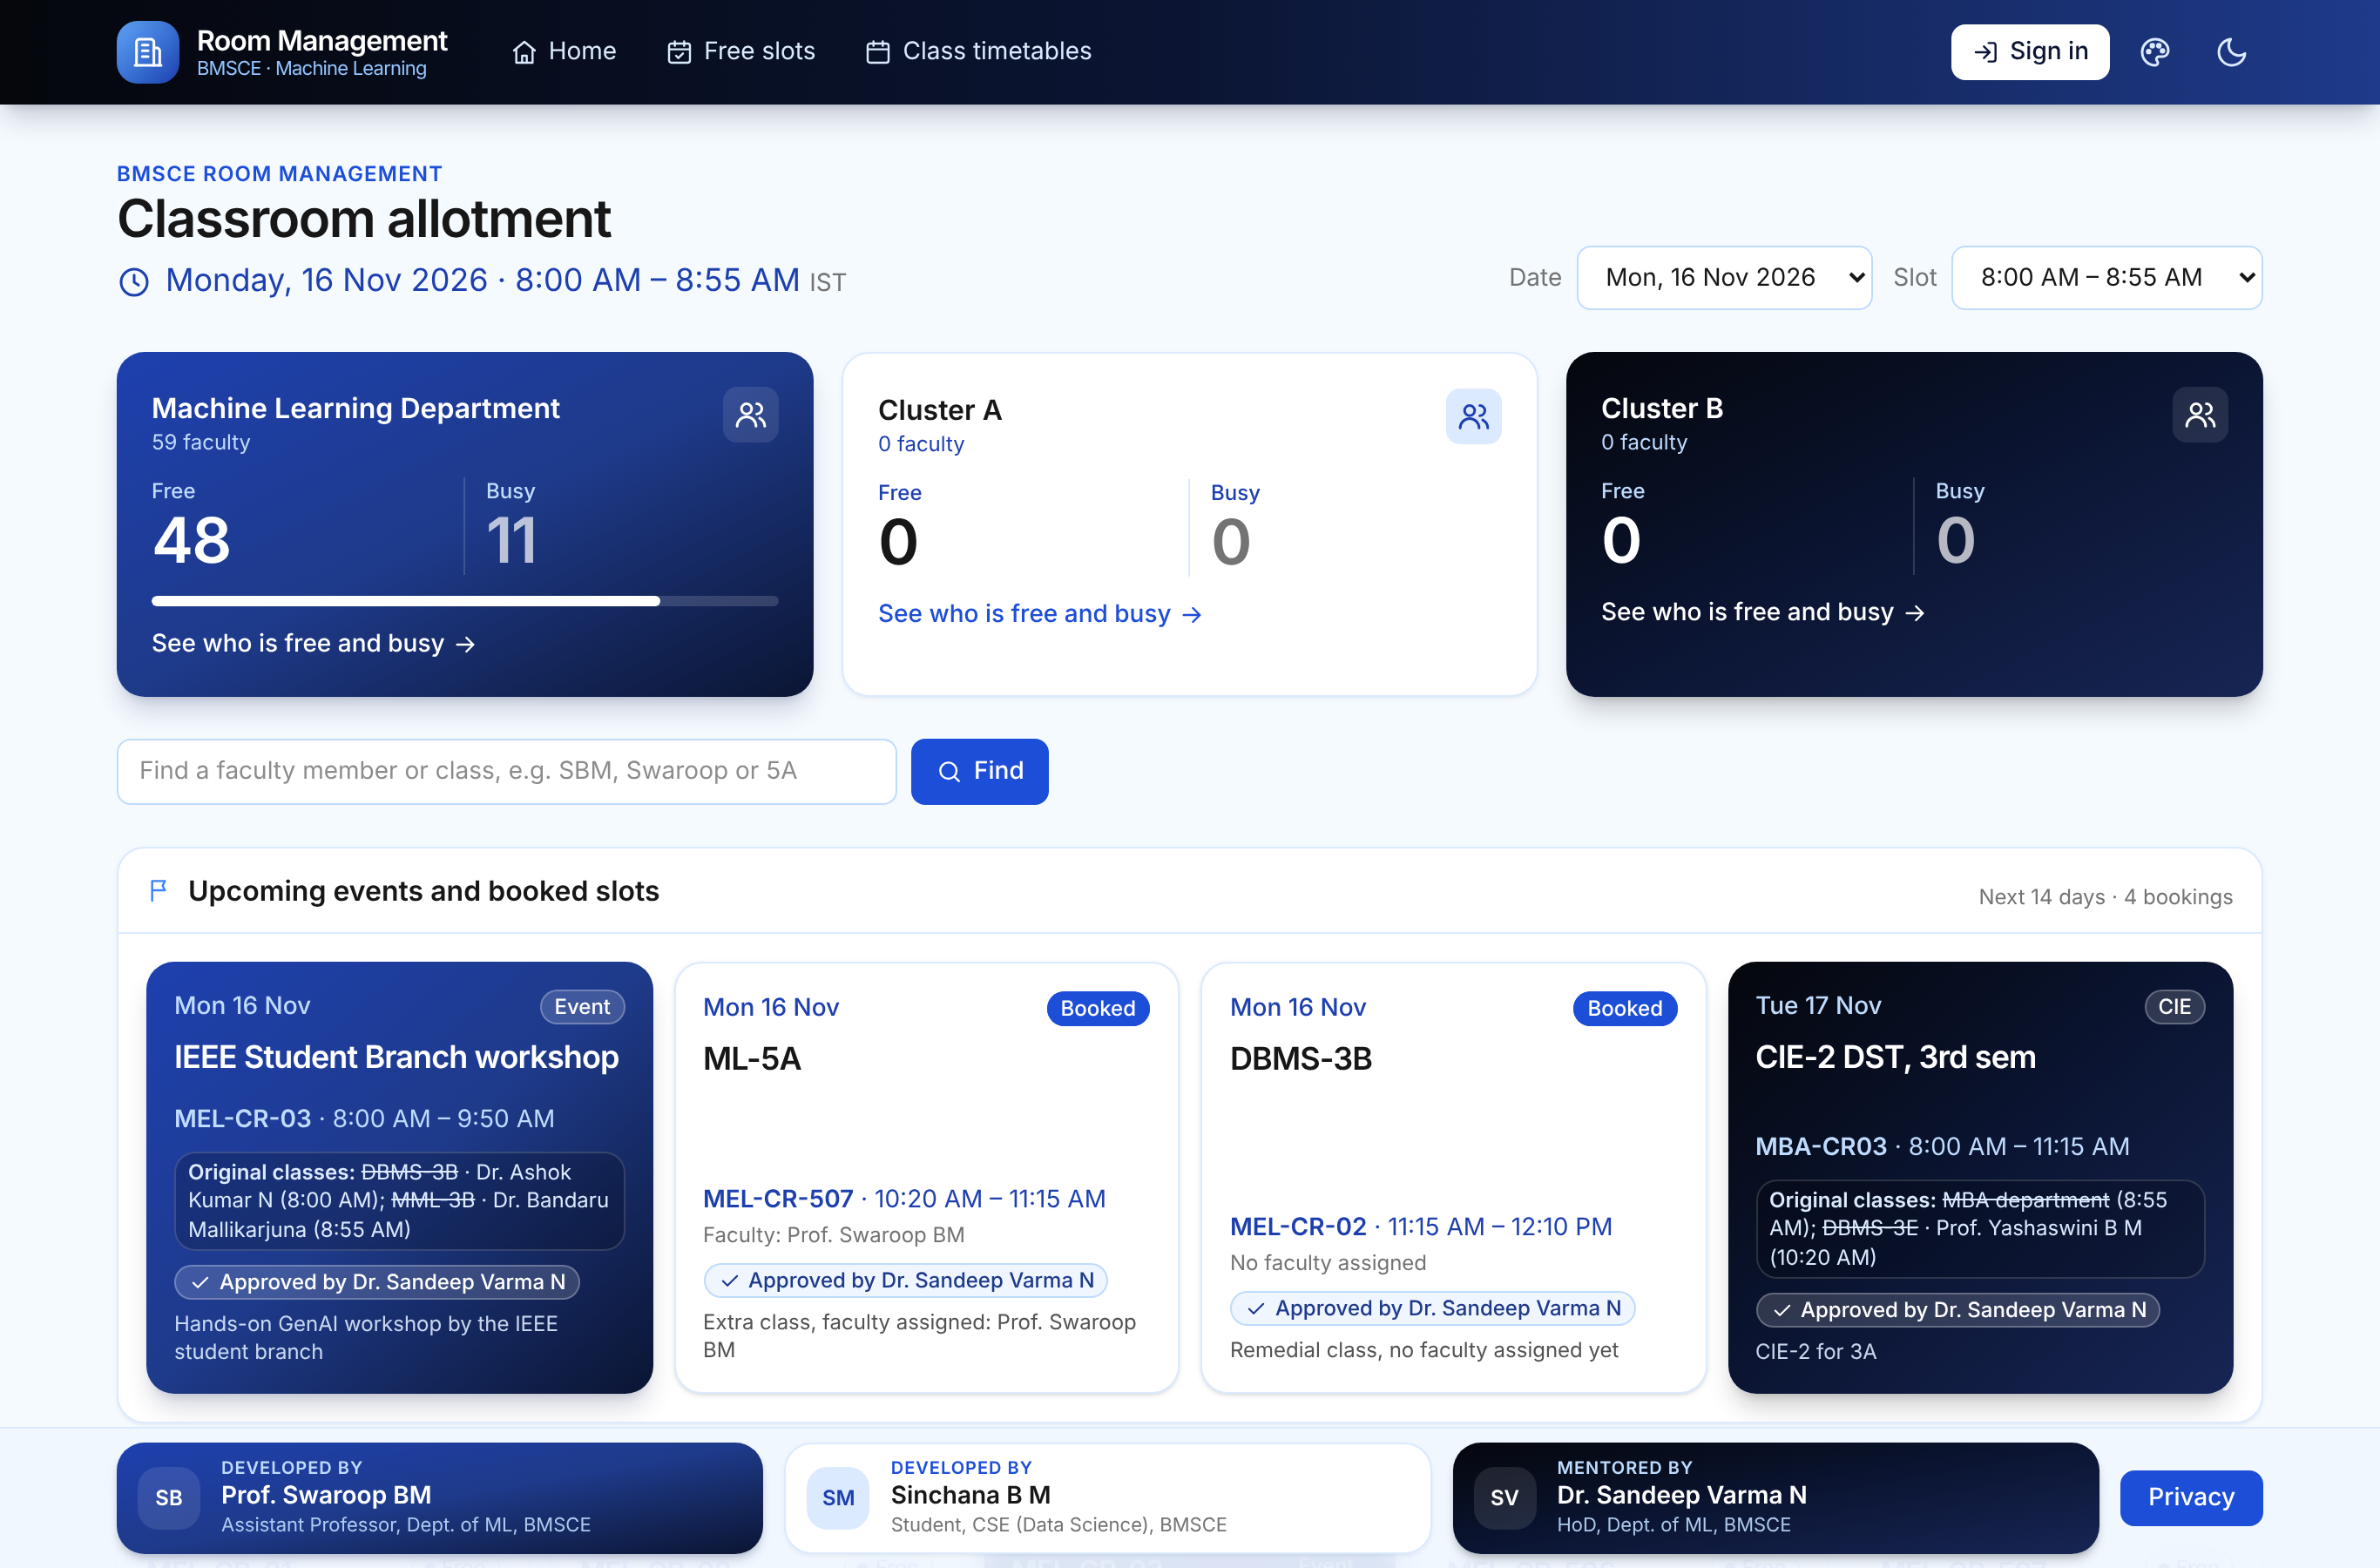 Room Management
BMSCE · Machine Learning
Home
Free slots
Class timetables
Sign in
BMSCE ROOM MANAGEMENT
Classroom allotment
Monday, 16 Nov 2026 · 8:00 AM – 8:55 AM IST
Date
Mon, 16 Nov 2026
Slot
8:00 AM – 8:55 AM
Machine Learning Department
59 faculty
Free
48
Busy
11
See who is free and busy →
Cluster A
0 faculty
Free
0
Busy
0
See who is free and busy →
Cluster B
0 faculty
Free
0
Busy
0
See who is free and busy →
Find a faculty member or class, e.g. SBM, Swaroop or 5A
Find
Upcoming events and booked slots
Next 14 days · 4 bookings
Mon 16 Nov
Event
IEEE Student Branch workshop
MEL-CR-03 · 8:00 AM – 9:50 AM
Original classes: DBMS-3B · Dr. Ashok
Kumar N (8:00 AM); MML-3B · Dr. Bandaru
Mallikarjuna (8:55 AM)
Approved by Dr. Sandeep Varma N
Hands-on GenAI workshop by the IEEE
student branch
Mon 16 Nov
Booked
ML-5A
MEL-CR-507 · 10:20 AM – 11:15 AM
Faculty: Prof. Swaroop BM
Approved by Dr. Sandeep Varma N
Extra class, faculty assigned: Prof. Swaroop
BM
Mon 16 Nov
Booked
DBMS-3B
MEL-CR-02 · 11:15 AM – 12:10 PM
No faculty assigned
Approved by Dr. Sandeep Varma N
Remedial class, no faculty assigned yet
Tue 17 Nov
CIE
CIE-2 DST, 3rd sem
MBA-CR03 · 8:00 AM – 11:15 AM
Original classes: MBA department (8:55
AM); DBMS-3E · Prof. Yashaswini B M
(10:20 AM)
Approved by Dr. Sandeep Varma N
CIE-2 for 3A
SB
DEVELOPED BY
Prof. Swaroop BM
Assistant Professor, Dept. of ML, BMSCE
SM
DEVELOPED BY
Sinchana B M
Student, CSE (Data Science), BMSCE
SV
MENTORED BY
Dr. Sandeep Varma N
HoD, Dept. of ML, BMSCE
Privacy